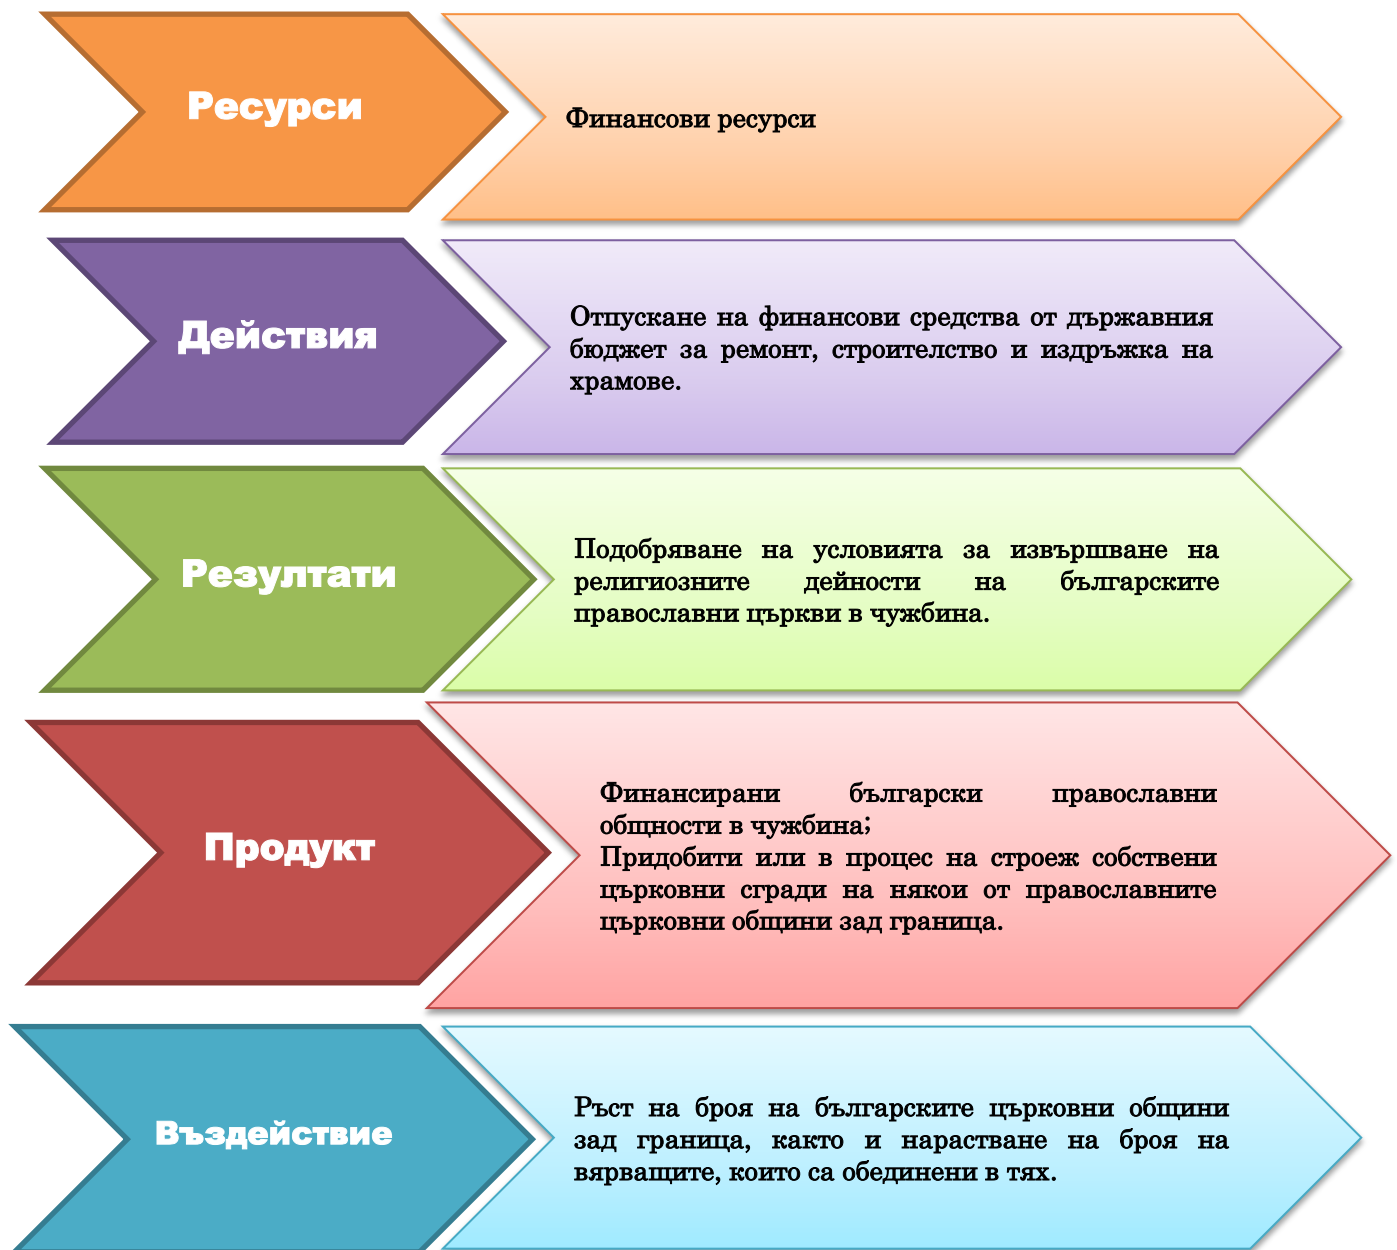 Ресурси
Финансови ресурси
Действия
Отпускане на финансови средства от държавния
бюджет за ремонт, строителство и издръжка на
храмове.
Резултати
Подобряване на условията за извършване на
религиозните дейности на българските
православни църкви в чужбина.
Продукт
Финансирани български православни
общности в чужбина;
Придобити или в процес на строеж собствени
църковни сгради на някои от православните
църковни общини зад граница.
Въздействие
Ръст на броя на българските църковни общини
зад граница, както и нарастване на броя на
вярващите, които са обединени в тях.